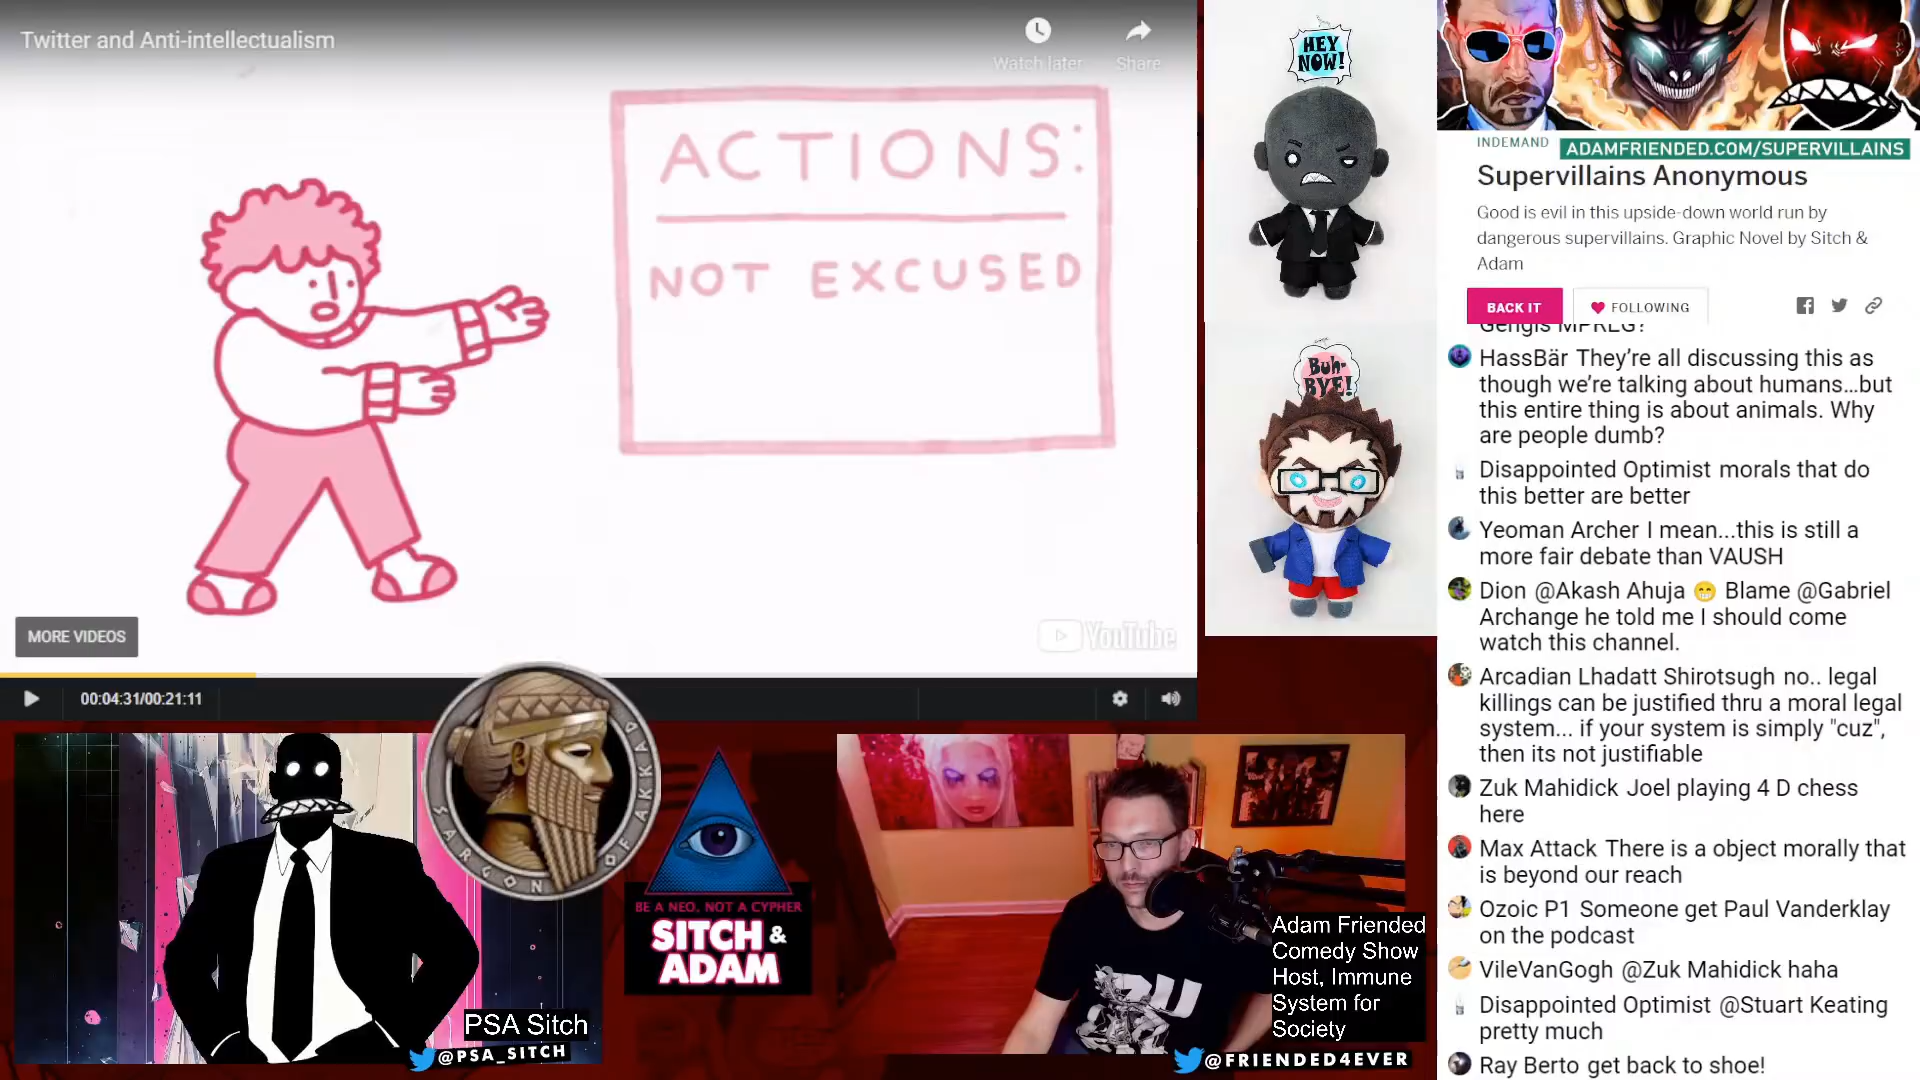 Twitter and Anti-intellectualism
Watch later
Share
ACTIONS:
NOT EXCUSED
MORE VIDEOS
YouTube
00:04:31/00:21:11
HEY
NOW!
Buh-
BYE!
INDEMAND
ADAMFRIENDED.COM/SUPERVILLAINS
Supervillains Anonymous
Good is evil in this upside-down world run by
dangerous supervillains. Graphic Novel by Sitch &
Adam
BACK IT
FOLLOWING
Gengis MPREG?
HassBär They’re all discussing this as
though we’re talking about humans…but
this entire thing is about animals. Why
are people dumb?
Disappointed Optimist morals that do
this better are better
Yeoman Archer I mean...this is still a
more fair debate than VAUSH
Dion @Akash Ahuja 😁 Blame @Gabriel
Archange he told me I should come
watch this channel.
Arcadian Lhadatt Shirotsugh no.. legal
killings can be justified thru a moral legal
system... if your system is simply "cuz",
then its not justifiable
Zuk Mahidick Joel playing 4 D chess
here
Max Attack There is a object morally that
is beyond our reach
Ozoic P1 Someone get Paul Vanderklay
on the podcast
VileVanGogh @Zuk Mahidick haha
Disappointed Optimist @Stuart Keating
pretty much
Ray Berto get back to shoe!
SARGON OF AKKAD
BE A NEO, NOT A CYPHER
SITCH &
ADAM
PSA Sitch
@PSA_SITCH
Adam Friended
Comedy Show
Host, Immune
System for
Society
@FRIENDED4EVER